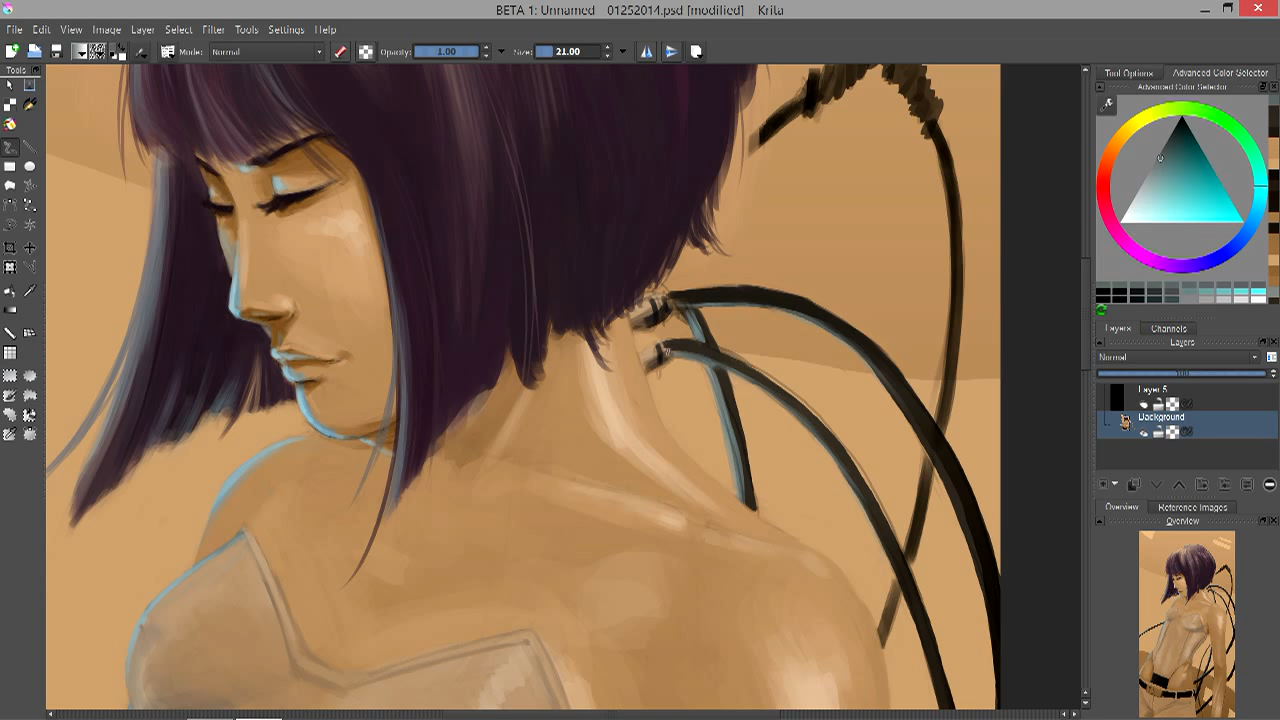 BETA 1: Unnamed 01252014.psd [modified] Krita
File Edit View Image Layer Select Filter Tools Settings Help
Mode: Normal Opacity: 1.00 Size: 21.00
Tools
Tool Options Advanced Color Selector
Advanced Color Selector
Layers Channels
Layers
Normal
100
Layer 5
Background
Overview Reference Images
Overview